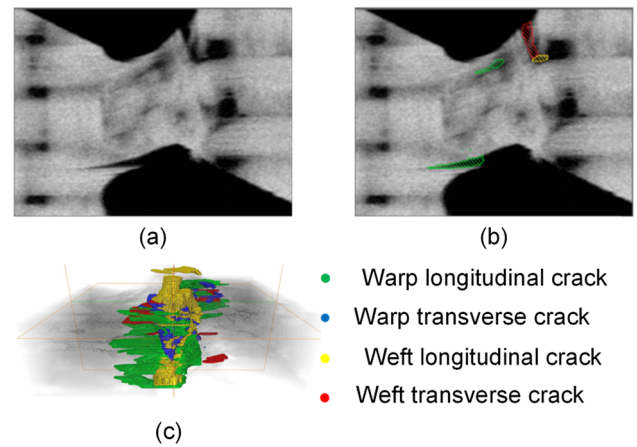 (a)
(b)
(c)
Warp longitudinal crack
Warp transverse crack
Weft longitudinal crack
Weft transverse crack